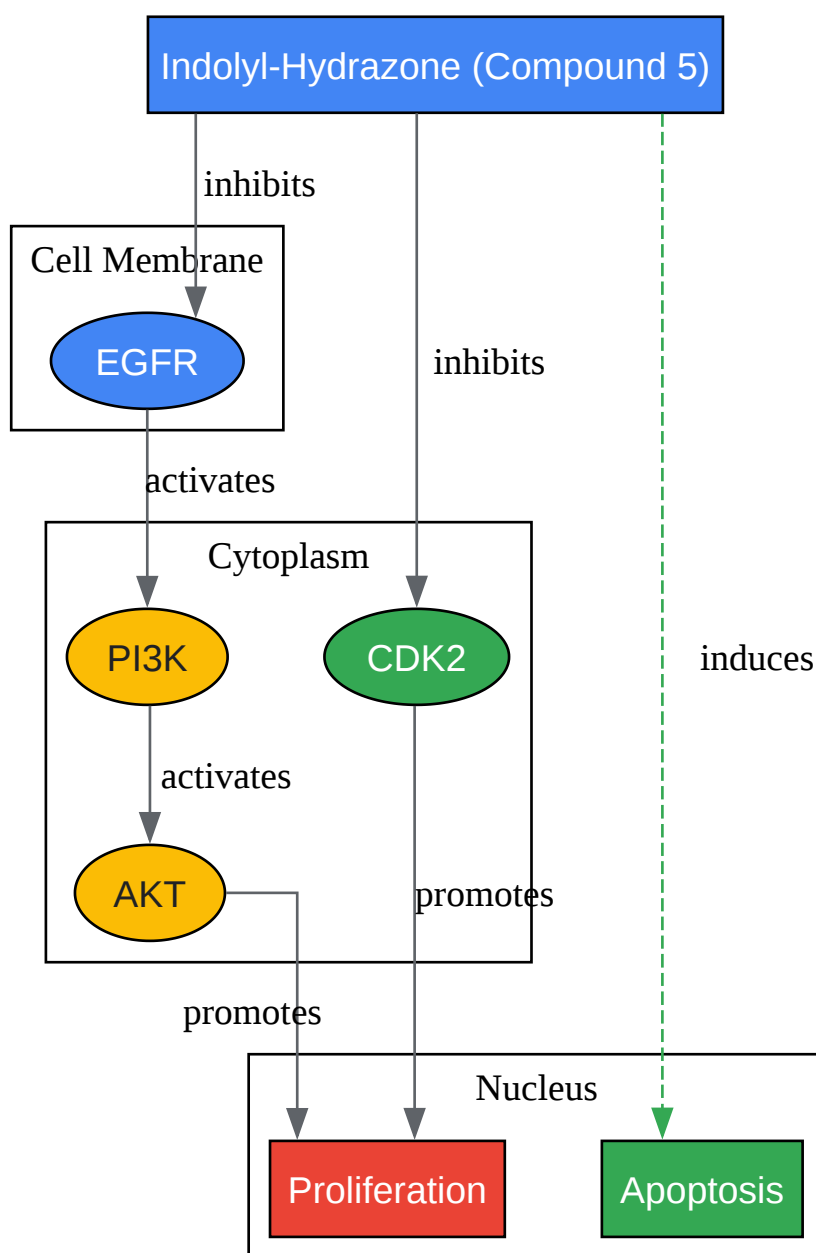 Indolyl-Hydrazone (Compound 5)
inhibits
Cell Membrane
EGFR
inhibits
activates
Cytoplasm
PI3K
CDK2
induces
activates
AKT
promotes
promotes
Nucleus
Proliferation
Apoptosis